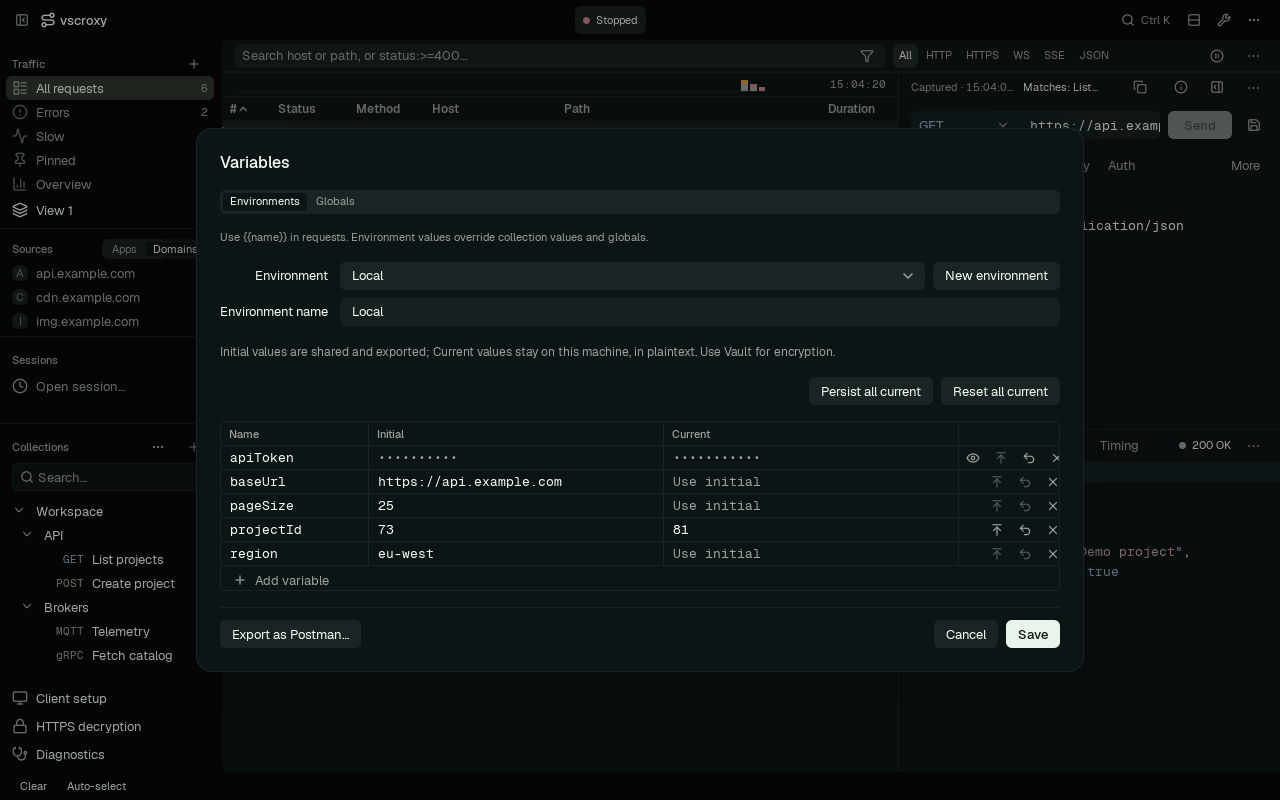 vscroxy
Stopped
Ctrl K
Traffic
All requests 6
Errors 2
Slow
Pinned
Overview
View 1
Sources Apps Domains
A api.example.com
C cdn.example.com
I img.example.com
Sessions
Open session...
Collections
Search...
Workspace
API
GET List projects
POST Create project
Brokers
MQTT Telemetry
gRPC Fetch catalog
Client setup
HTTPS decryption
Diagnostics
Clear Auto-select
Search host or path, or status:>=400...
All HTTP HTTPS WS SSE JSON
15:04:20
# Status Method Host Path Duration
Captured · 15:04:0... Matches: List...
GET https://api.examp Send
Auth More
lication/json
Timing 200 OK
Demo project",
true
Variables
Environments Globals
Use {{name}} in requests. Environment values override collection values and globals.
Environment Local New environment
Environment name Local
Initial values are shared and exported; Current values stay on this machine, in plaintext. Use Vault for encryption.
Persist all current Reset all current
Name Initial Current
apiToken •••••••••• •••••••••••
baseUrl https://api.example.com Use initial
pageSize 25 Use initial
projectId 73 81
region eu-west Use initial
Add variable
Export as Postman... Cancel Save